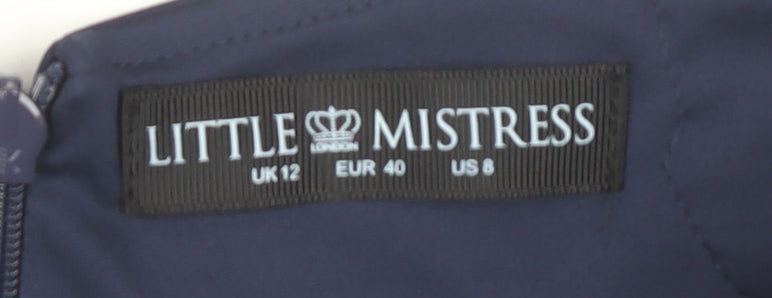 LITTLE MISTRESS
LONDON
UK 12 EUR 40 US 8